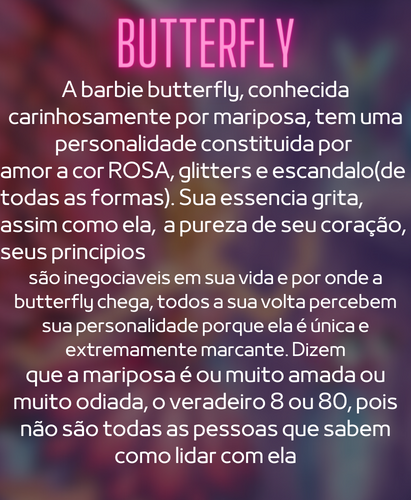 BUTTERFLY
A barbie butterfly, conhecida
carinhosamente por mariposa, tem uma
personalidade constituida por
amor a cor ROSA, glitters e escandalo(de
todas as formas). Sua essencia grita,
assim como ela, a pureza de seu coração,
seus principios
são inegociaveis em sua vida e por onde a
butterfly chega, todos a sua volta percebem
sua personalidade porque ela é única e
extremamente marcante. Dizem
que a mariposa é ou muito amada ou
muito odiada, o veradeiro 8 ou 80, pois
não são todas as pessoas que sabem
como lidar com ela